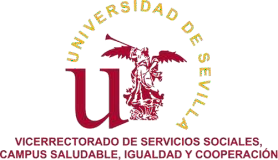 UNIVERSIDAD DE SEVILLA
u
VICERRECTORADO DE SERVICIOS SOCIALES,
CAMPUS SALUDABLE, IGUALDAD Y COOPERACIÓN